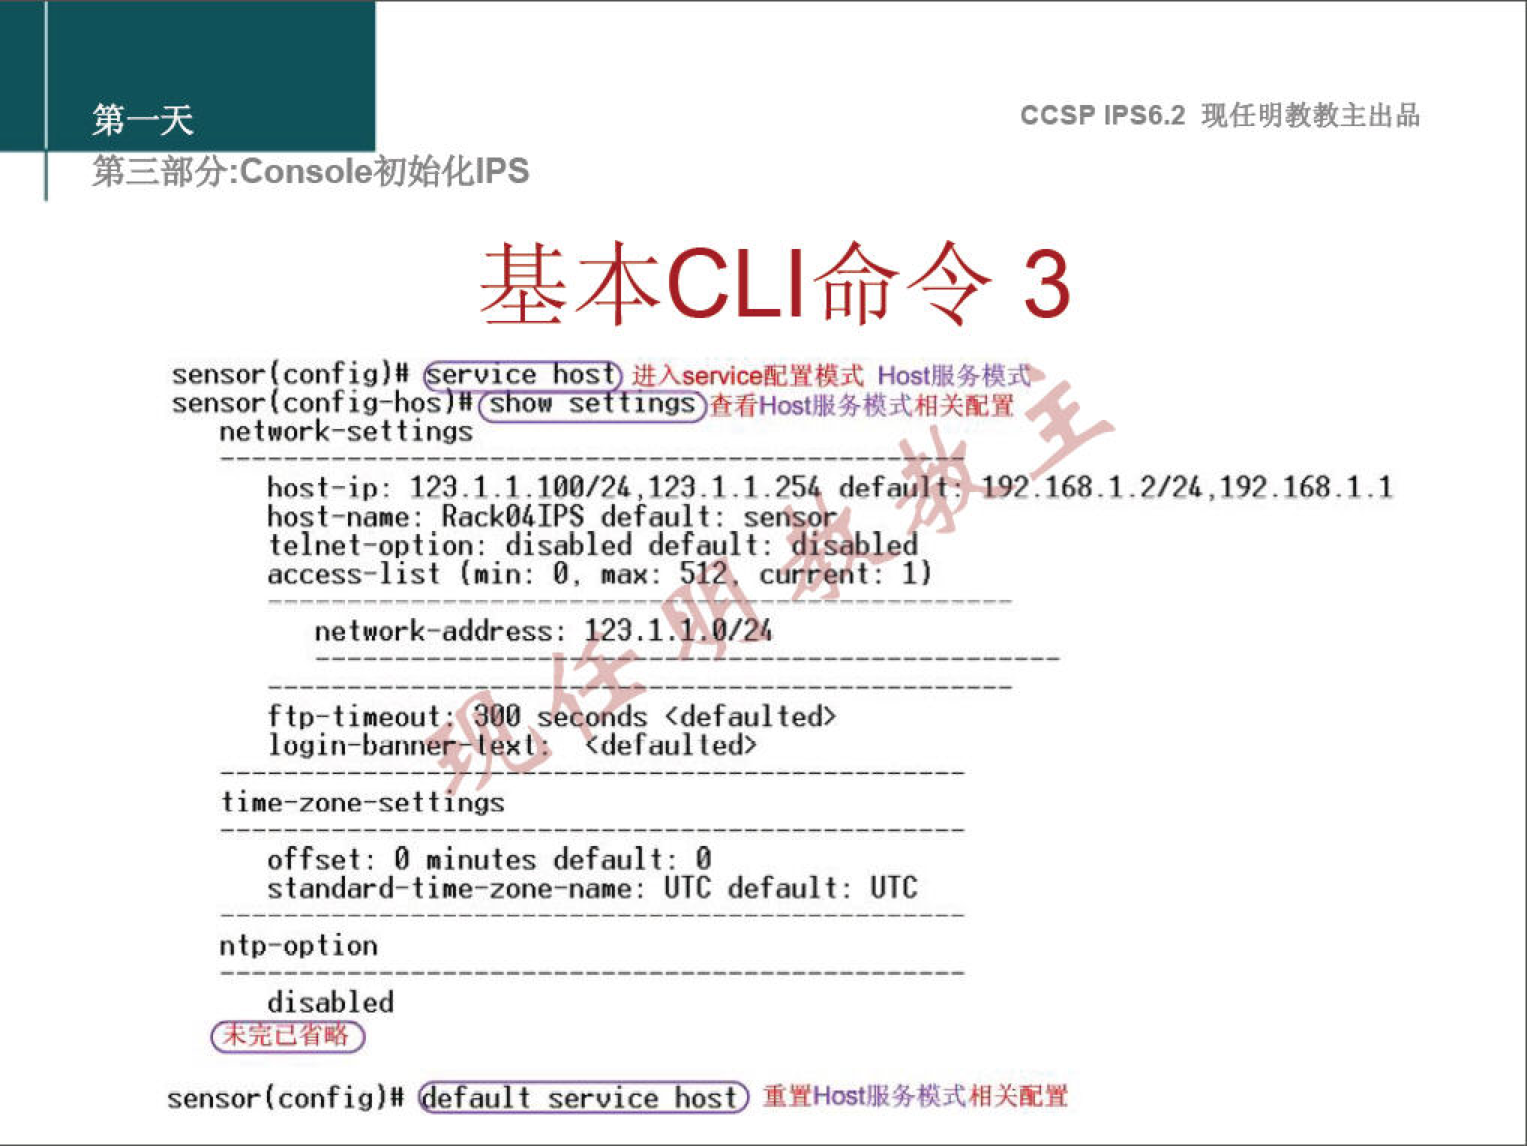 第一天
CCSP IPS6.2 现任明教教主出品
第三部分:Console初始化IPS
基本CLI命令 3
sensor(config)# service host 进入service配置模式 Host服务模式
sensor(config-hos)# show settings 查看Host服务模式相关配置
network-settings
-----------------------------------------------
host-ip: 123.1.1.100/24,123.1.1.254 default: 192.168.1.2/24,192.168.1.1
host-name: Rack04IPS default: sensor
telnet-option: disabled default: disabled
access-list (min: 0, max: 512, current: 1)
-----------------------------------------------
network-address: 123.1.1.0/24
-----------------------------------------------
-----------------------------------------------
ftp-timeout: 300 seconds <defaulted>
login-banner-text: <defaulted>
-----------------------------------------------
time-zone-settings
-----------------------------------------------
offset: 0 minutes default: 0
standard-time-zone-name: UTC default: UTC
-----------------------------------------------
ntp-option
-----------------------------------------------
disabled
未完已省略
sensor(config)# default service host 重置Host服务模式相关配置
现任明教教主